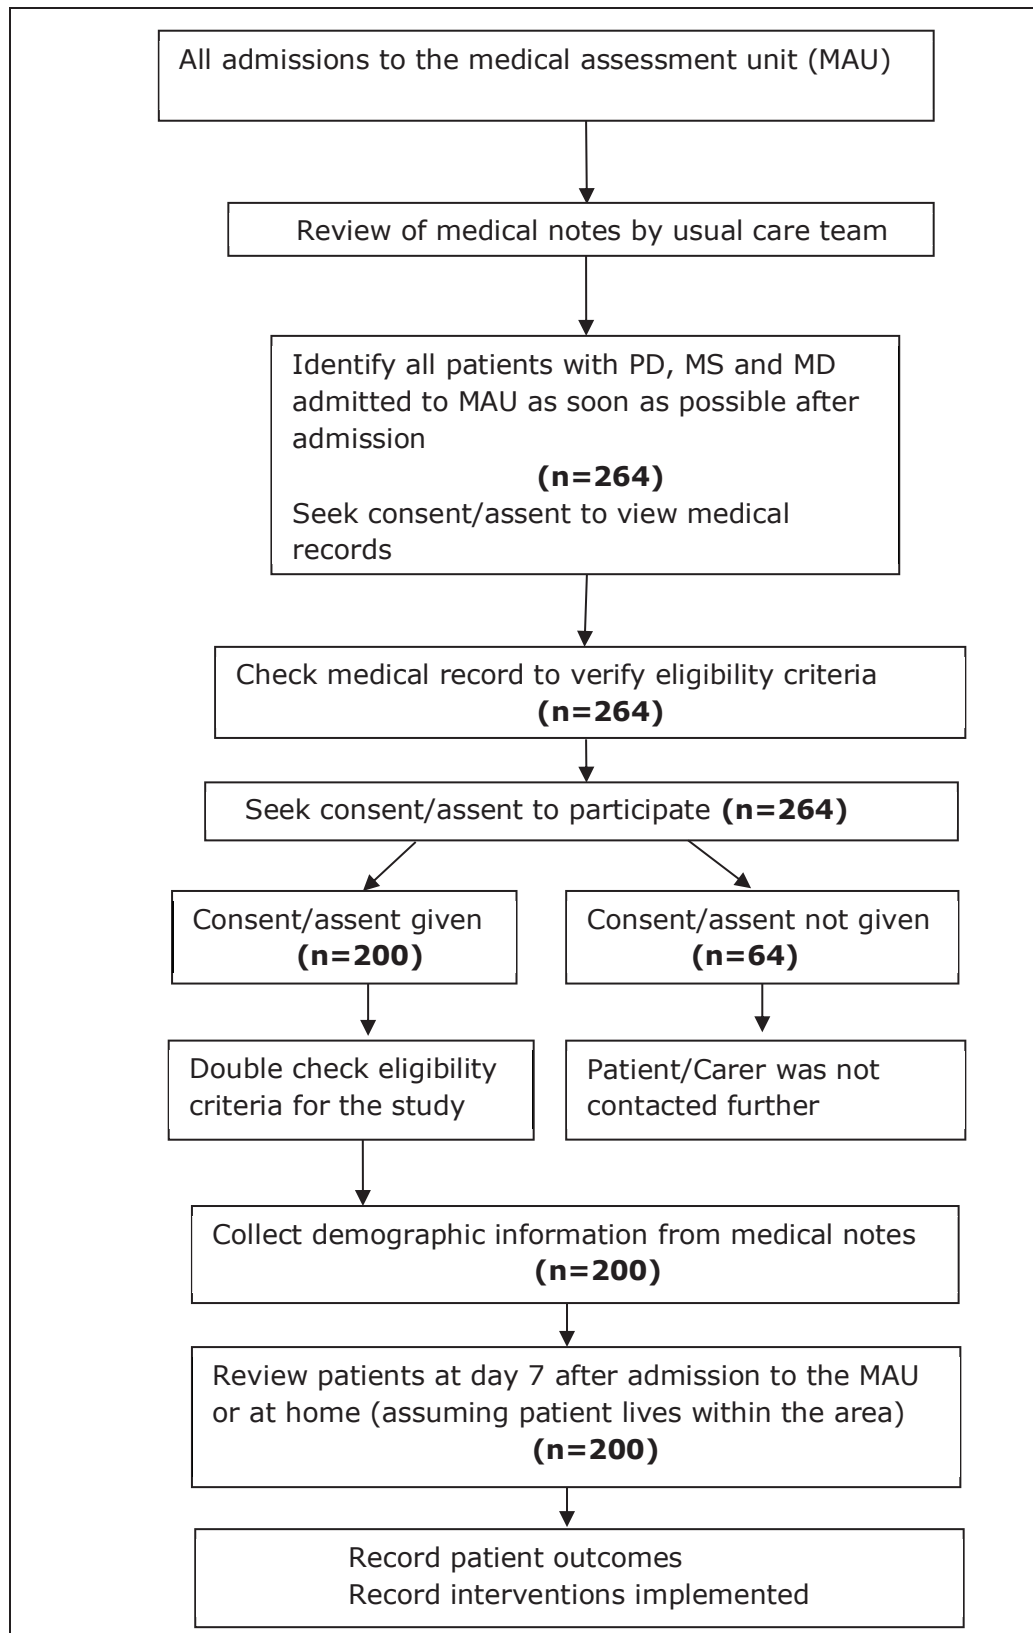 All admissions to the medical assessment unit (MAU)
Review of medical notes by usual care team
Identify all patients with PD, MS and MD
admitted to MAU as soon as possible after
admission
(n=264)
Seek consent/assent to view medical
records
Check medical record to verify eligibility criteria
(n=264)
Seek consent/assent to participate (n=264)
Consent/assent given
(n=200)
Consent/assent not given
(n=64)
Double check eligibility
criteria for the study
Patient/Carer was not
contacted further
Collect demographic information from medical notes
(n=200)
Review patients at day 7 after admission to the MAU
or at home (assuming patient lives within the area)
(n=200)
Record patient outcomes
Record interventions implemented